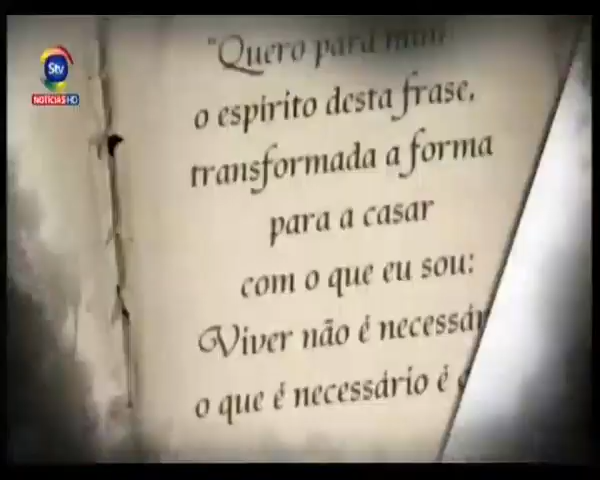 Stv
NOTÍCIAS HD
"Quero para mim
o espírito desta frase,
transformada a forma
para a casar
com o que eu sou:
Viver não é necessár
o que é necessário é